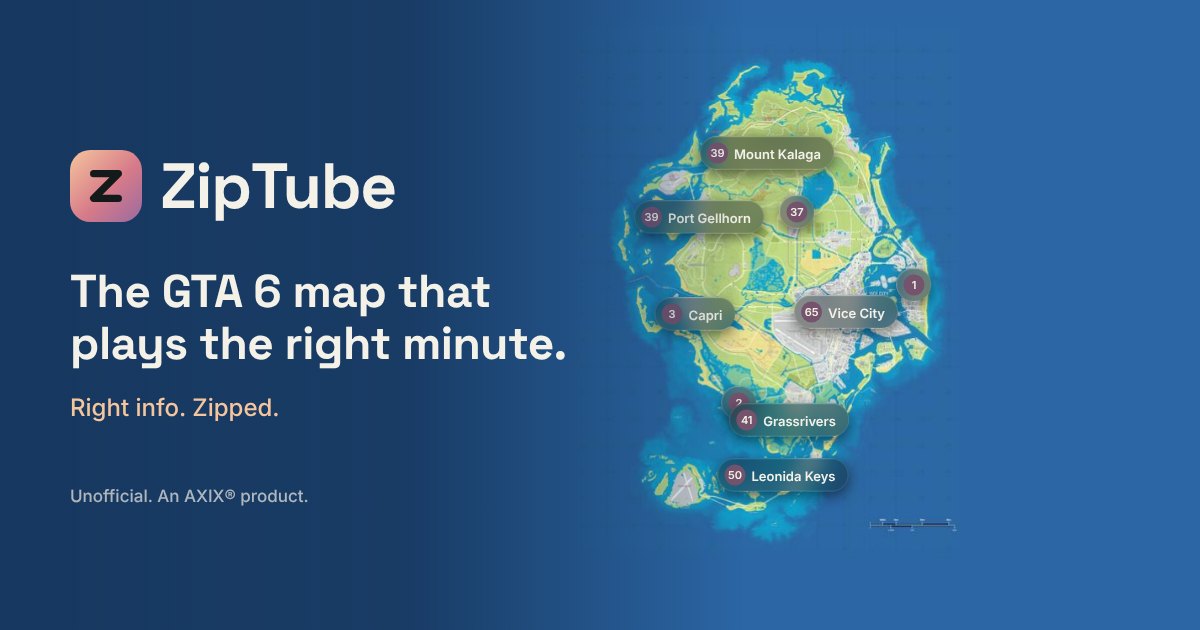 Z
ZipTube
The GTA 6 map that
plays the right minute.
Right info. Zipped.
Unofficial. An AXIX® product.
39 Mount Kalaga
39 Port Gellhorn
37
1
3 Capri
65 Vice City
2
41 Grassrivers
50 Leonida Keys